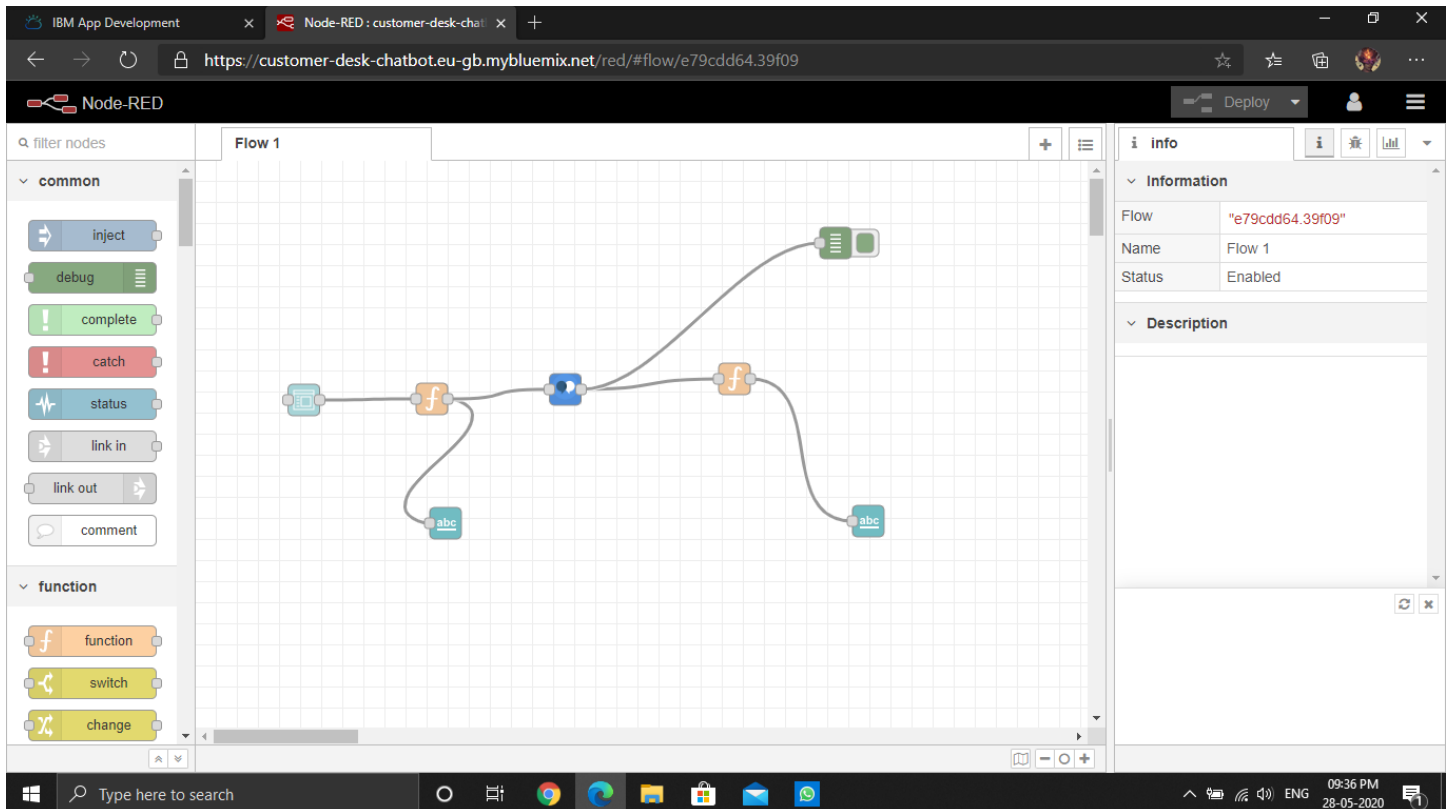 IBM App Development
Node-RED : customer-desk-chat
https://customer-desk-chatbot.eu-gb.mybluemix.net/red/#flow/e79cdd64.39f09
Node-RED
Deploy
filter nodes
Flow 1
i info
i
common
Information
inject
Flow "e79cdd64.39f09"
debug
Name Flow 1
Status Enabled
complete
Description
catch
status
link in
link out
abc
abc
comment
function
function
switch
change
Type here to search
ENG
09:36 PM
28-05-2020
1